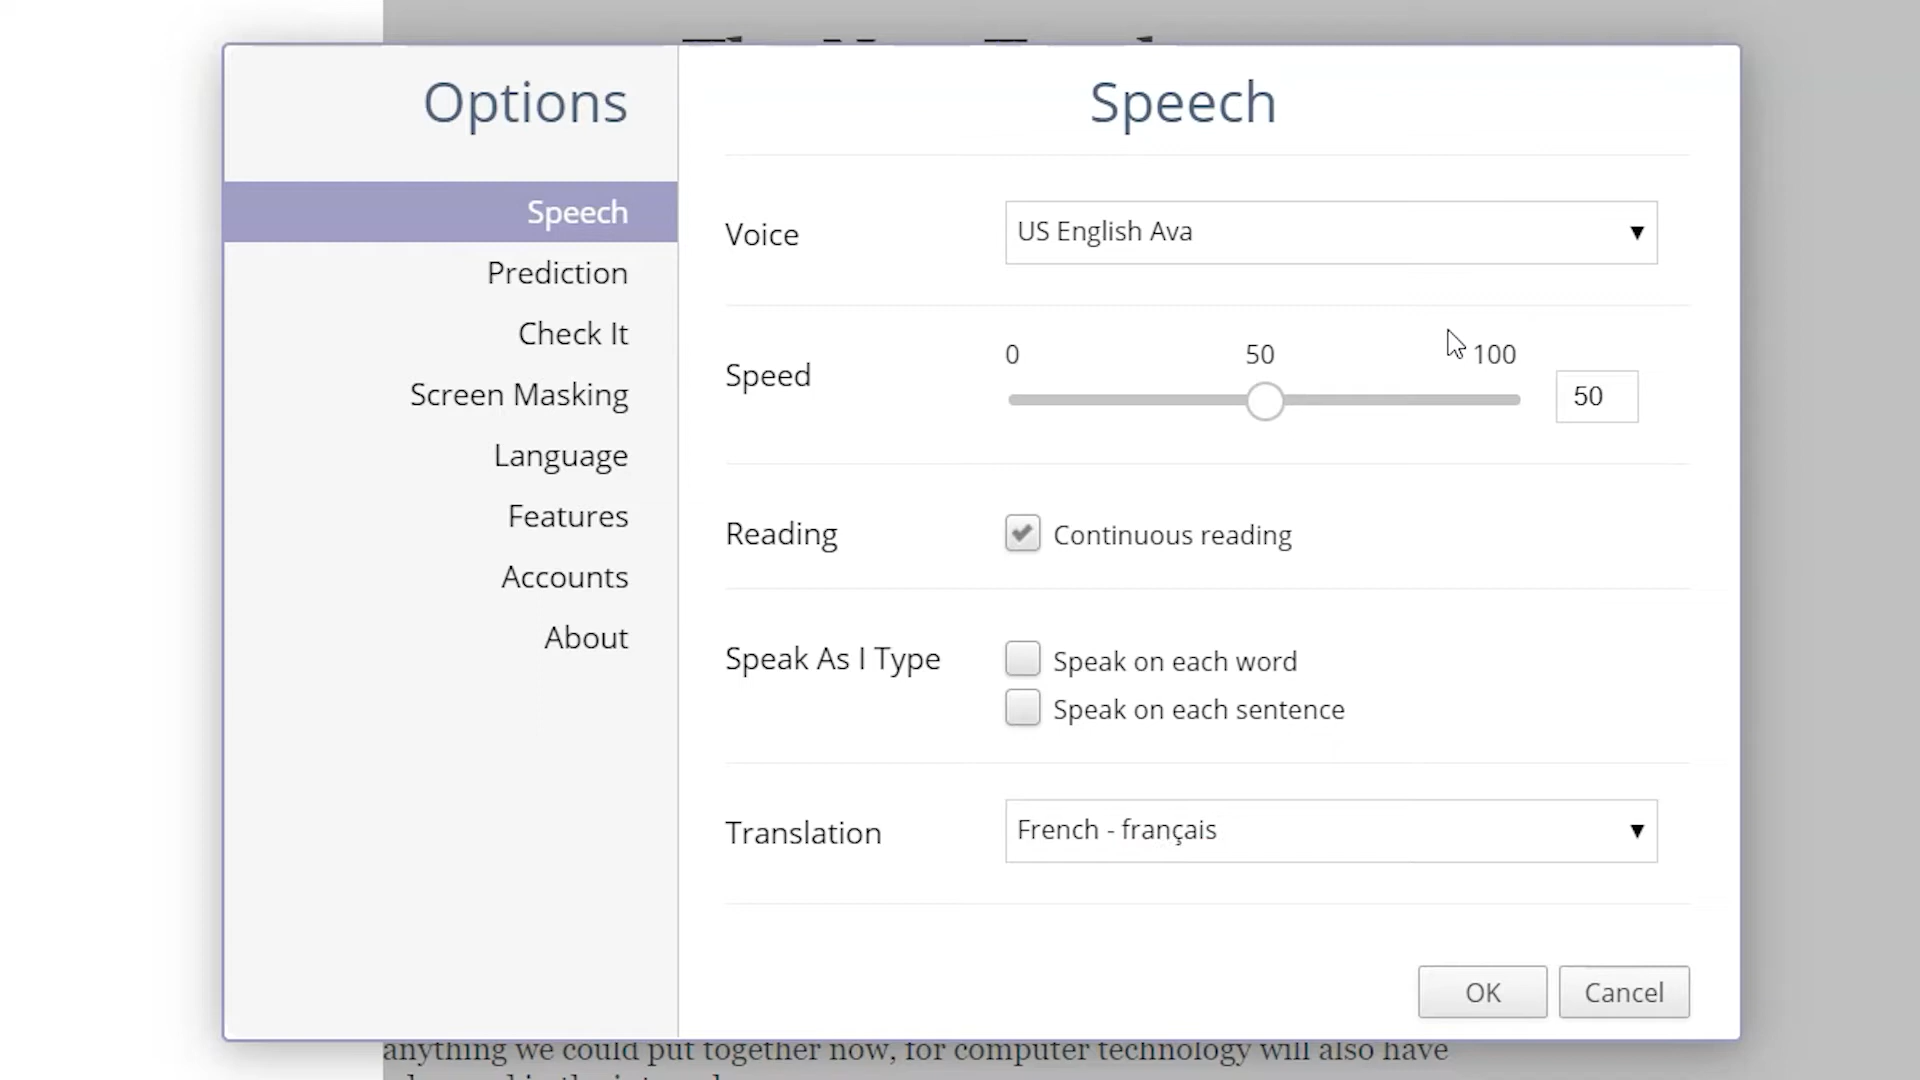 Options
Speech
Prediction
Check It
Screen Masking
Language
Features
Accounts
About
Speech
Voice
US English Ava
Speed
0 50 100
50
Reading
Continuous reading
Speak As I Type
Speak on each word
Speak on each sentence
Translation
French - français
OK Cancel
anything we could put together now, for computer technology will also have